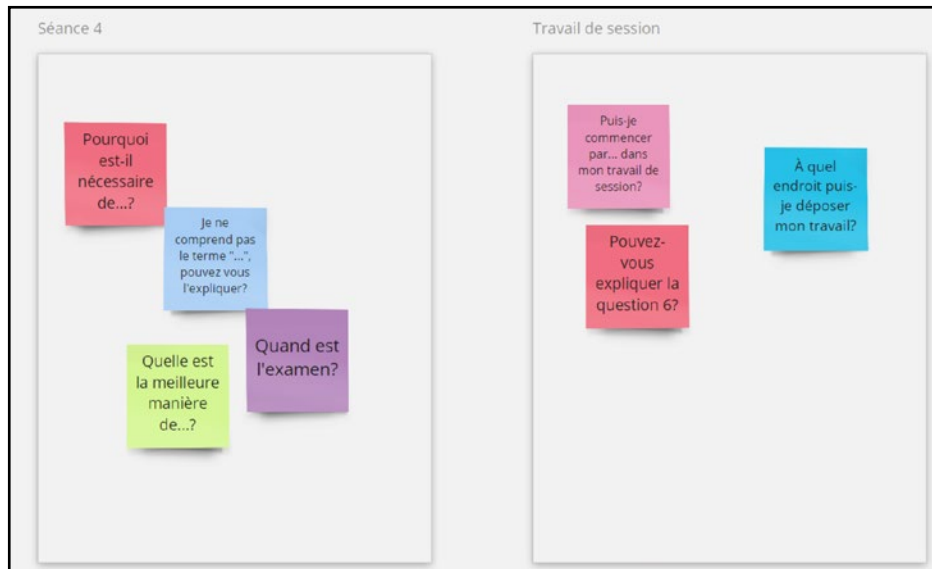 Séance 4
Pourquoi
est-il
nécessaire
de...?
Je ne
comprend pas
le terme "...",
pouvez vous
l'expliquer?
Quelle est
la meilleure
manière
de...?
Quand est
l'examen?
Travail de session
Puis-je
commencer
par... dans
mon travail de
session?
Pouvez-
vous
expliquer la
question 6?
À quel
endroit puis-
je déposer
mon travail?